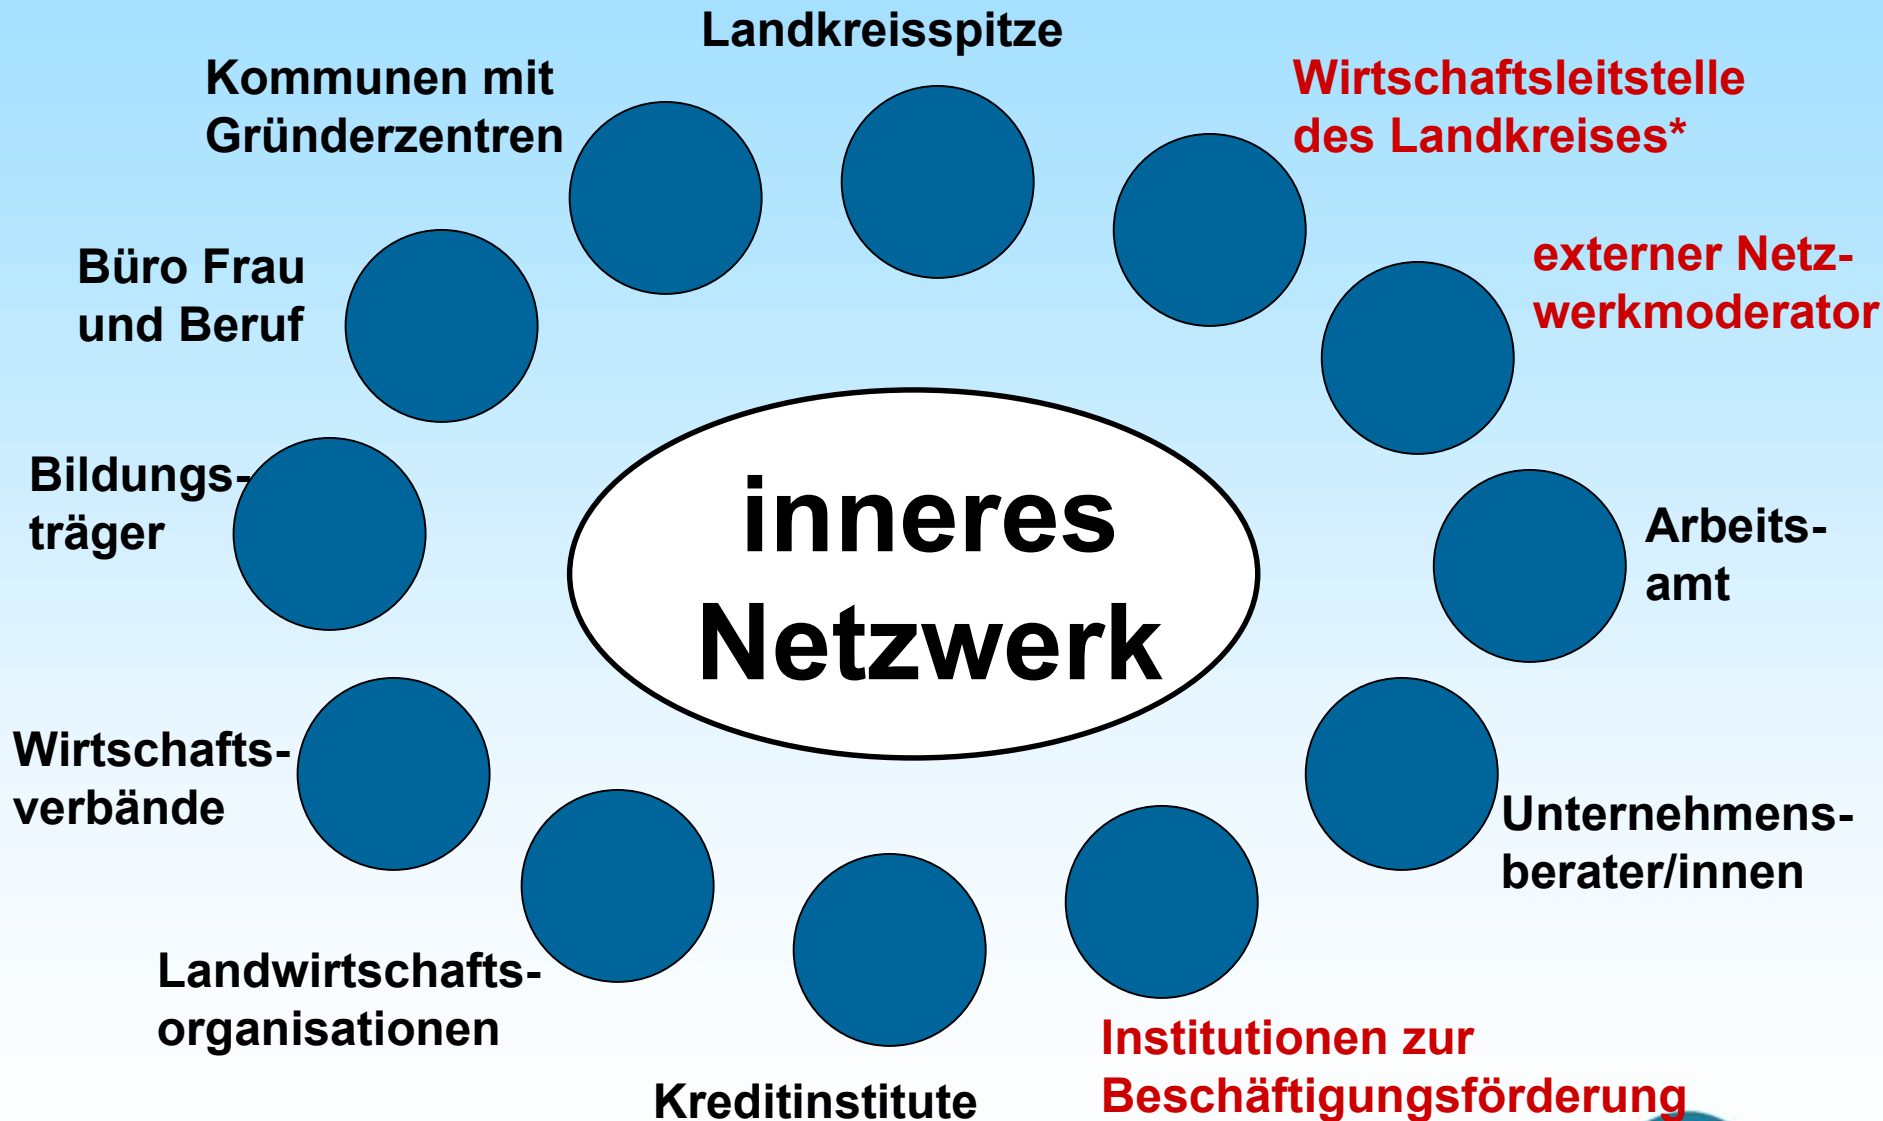 Landkreisspitze
Kommunen mit
Gründerzentren
Wirtschaftsleitstelle
des Landkreises*
externer Netz-
werkmoderator
Büro Frau
und Beruf
Bildungs-
träger
inneres
Netzwerk
Arbeits-
amt
Wirtschafts-
verbände
Unternehmens-
berater/innen
Landwirtschafts-
organisationen
Institutionen zur
Beschäftigungsförderung
Kreditinstitute